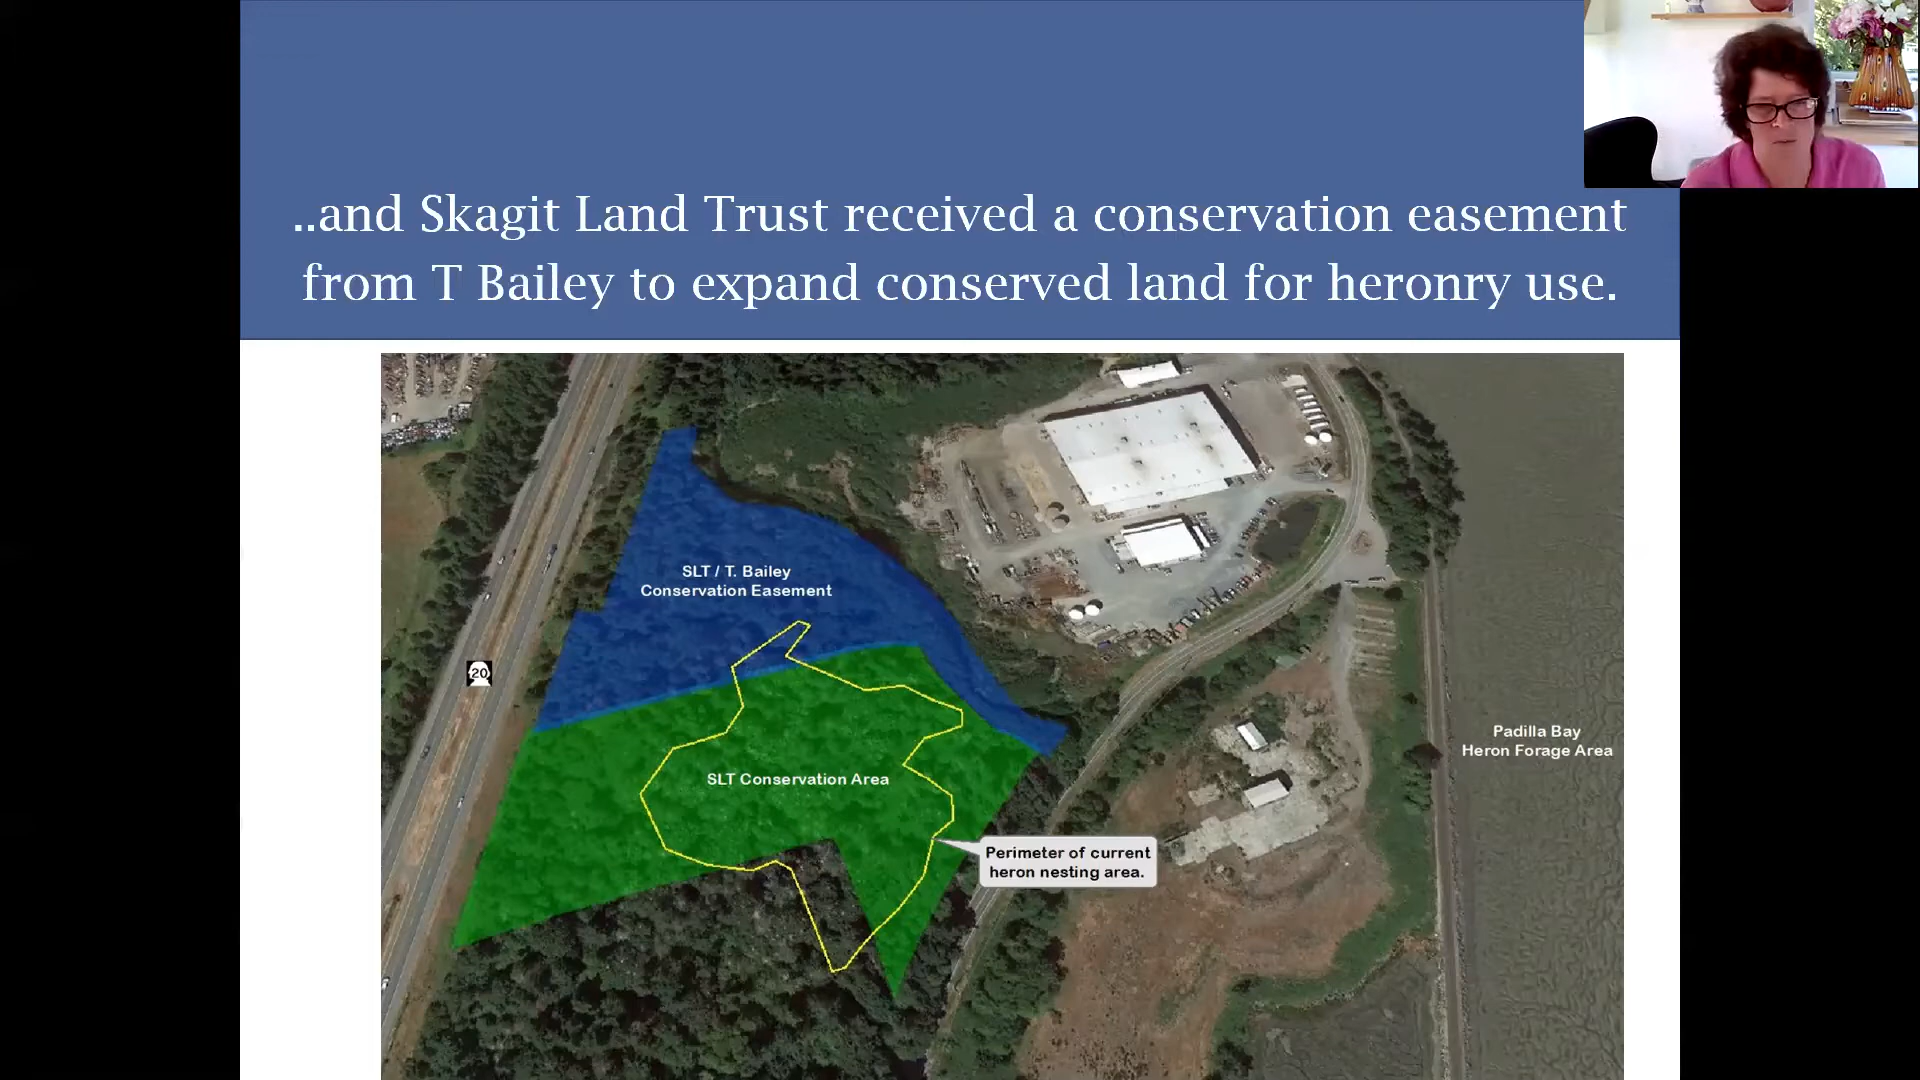 ..and Skagit Land Trust received a conservation easement
from T Bailey to expand conserved land for heronry use.
SLT / T. Bailey
Conservation Easement
20
SLT Conservation Area
Padilla Bay
Heron Forage Area
Perimeter of current
heron nesting area.